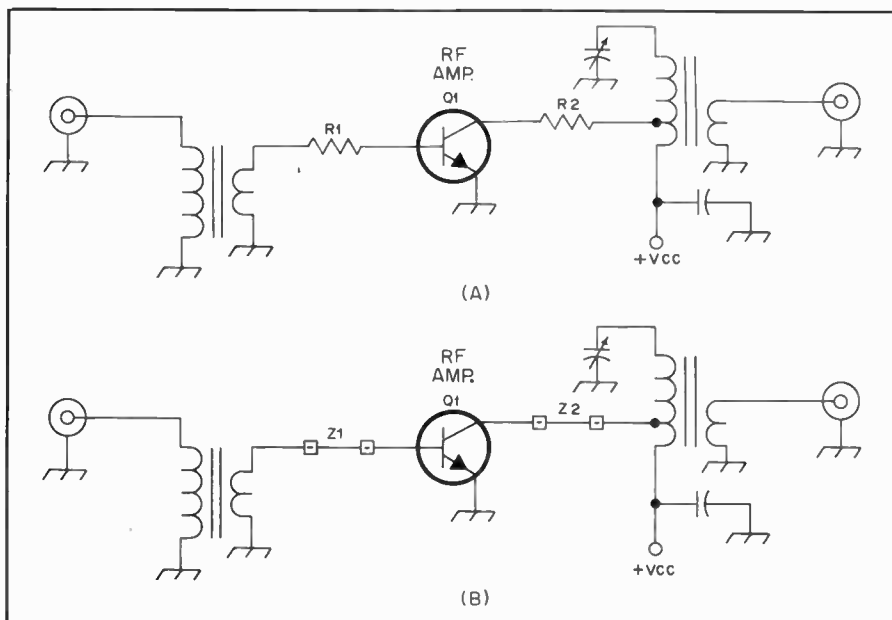 RF
AMP.
Q1
R1
R2
+VCC
(A)
RF
AMP.
Q1
Z1
Z2
+VCC
(B)